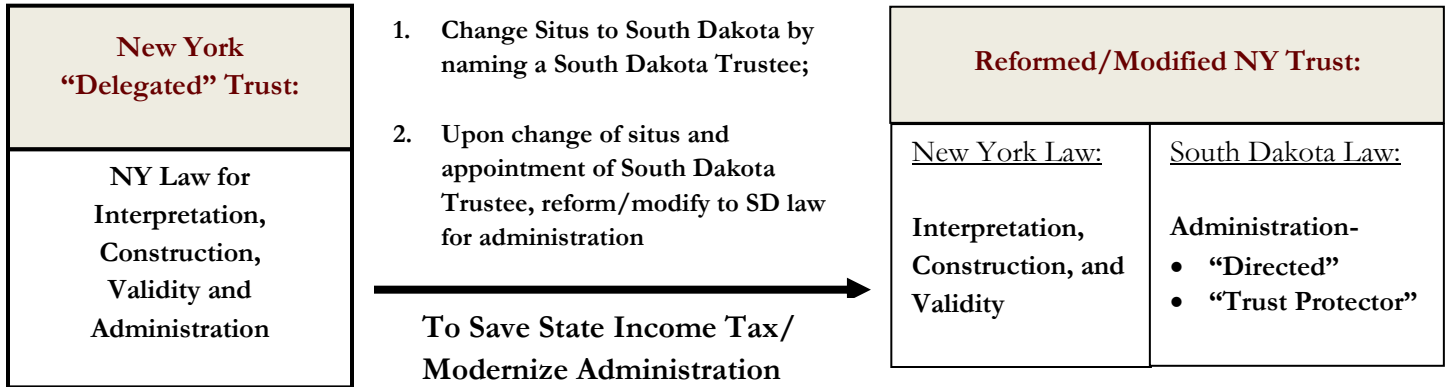 New York
“Delegated” Trust:
NY Law for
Interpretation,
Construction,
Validity and
Administration
1. Change Situs to South Dakota by
naming a South Dakota Trustee;
2. Upon change of situs and
appointment of South Dakota
Trustee, reform/modify to SD law
for administration
To Save State Income Tax/
Modernize Administration
Reformed/Modified NY Trust:
New York Law:
Interpretation,
Construction, and
Validity
South Dakota Law:
Administration-
• “Directed”
• “Trust Protector”